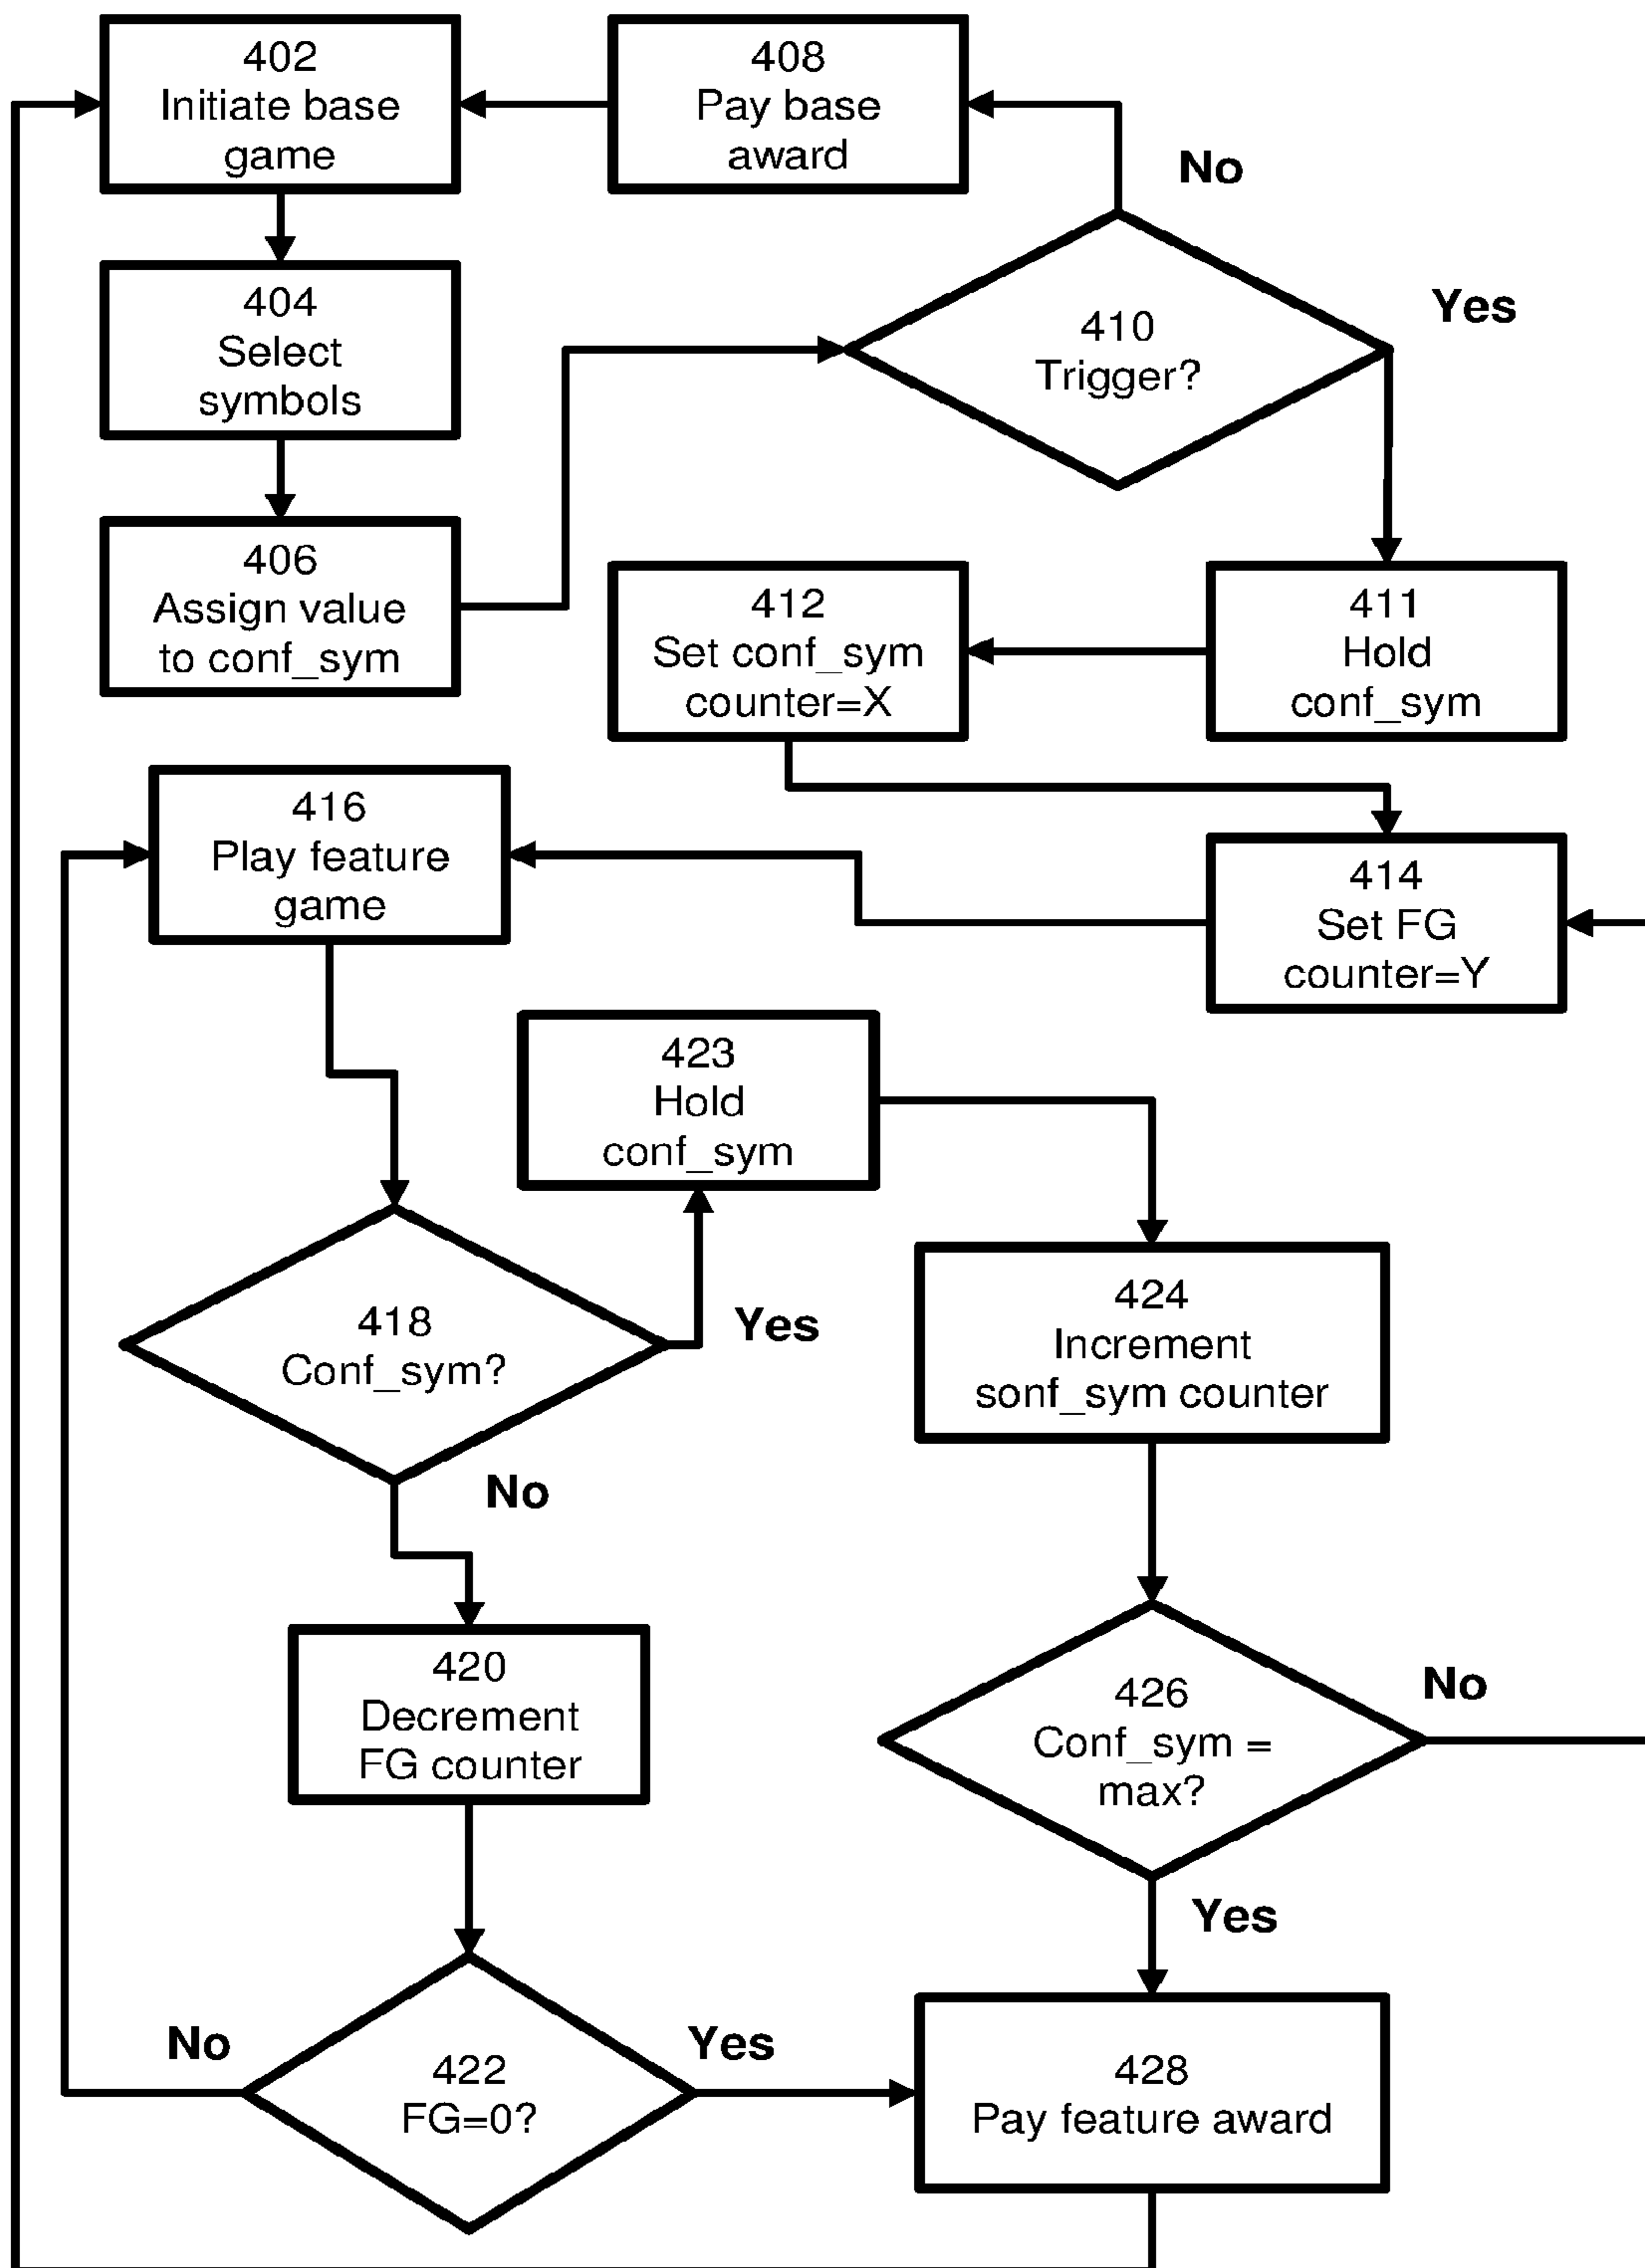 402
Initiate base
game
408
Pay base
award
No
404
Select
symbols
410
Trigger?
Yes
406
Assign value
to conf_sym
412
Set conf_sym
counter=X
411
Hold
conf_sym
416
Play feature
game
414
Set FG
counter=Y
423
Hold
conf_sym
418
Conf_sym?
Yes
No
424
Increment
sonf_sym counter
420
Decrement
FG counter
426
Conf_sym =
max?
No
Yes
422
FG=0?
No
Yes
428
Pay feature award